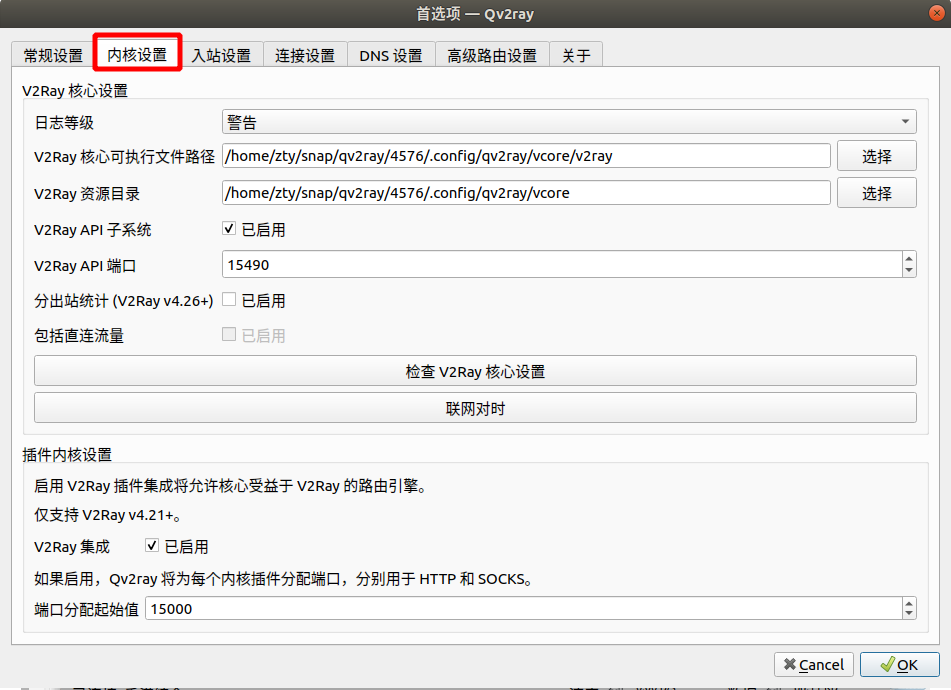 首选项 — Qv2ray
常规设置 内核设置 入站设置 连接设置 DNS 设置 高级路由设置 关于
V2Ray 核心设置
日志等级 警告
V2Ray 核心可执行文件路径 /home/zty/snap/qv2ray/4576/.config/qv2ray/vcore/v2ray 选择
V2Ray 资源目录 /home/zty/snap/qv2ray/4576/.config/qv2ray/vcore 选择
V2Ray API 子系统 已启用
V2Ray API 端口 15490
分出站统计 (V2Ray v4.26+) 已启用
包括直连流量 已启用
检查 V2Ray 核心设置
联网对时
插件内核设置
启用 V2Ray 插件集成将允许核心受益于 V2Ray 的路由引擎。
仅支持 V2Ray v4.21+。
V2Ray 集成 已启用
如果启用，Qv2ray 将为每个内核插件分配端口，分别用于 HTTP 和 SOCKS。
端口分配起始值 15000
Cancel OK